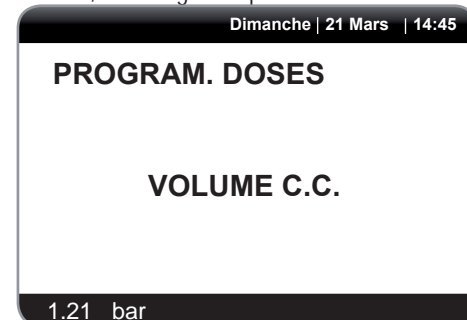 Dimanche | 21 Mars | 14:45
PROGRAM. DOSES
VOLUME C.C.
1.21 bar